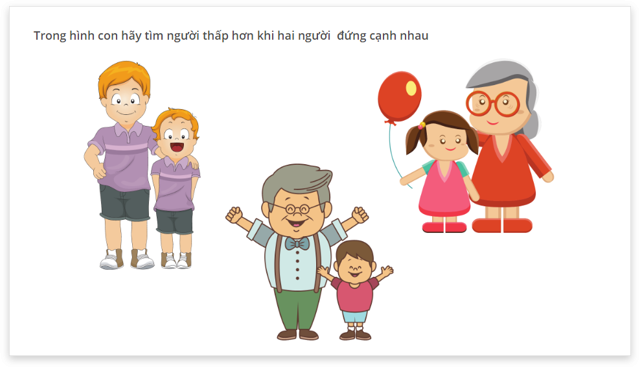 Trong hình con hãy tìm người thấp hơn khi hai người đứng cạnh nhau